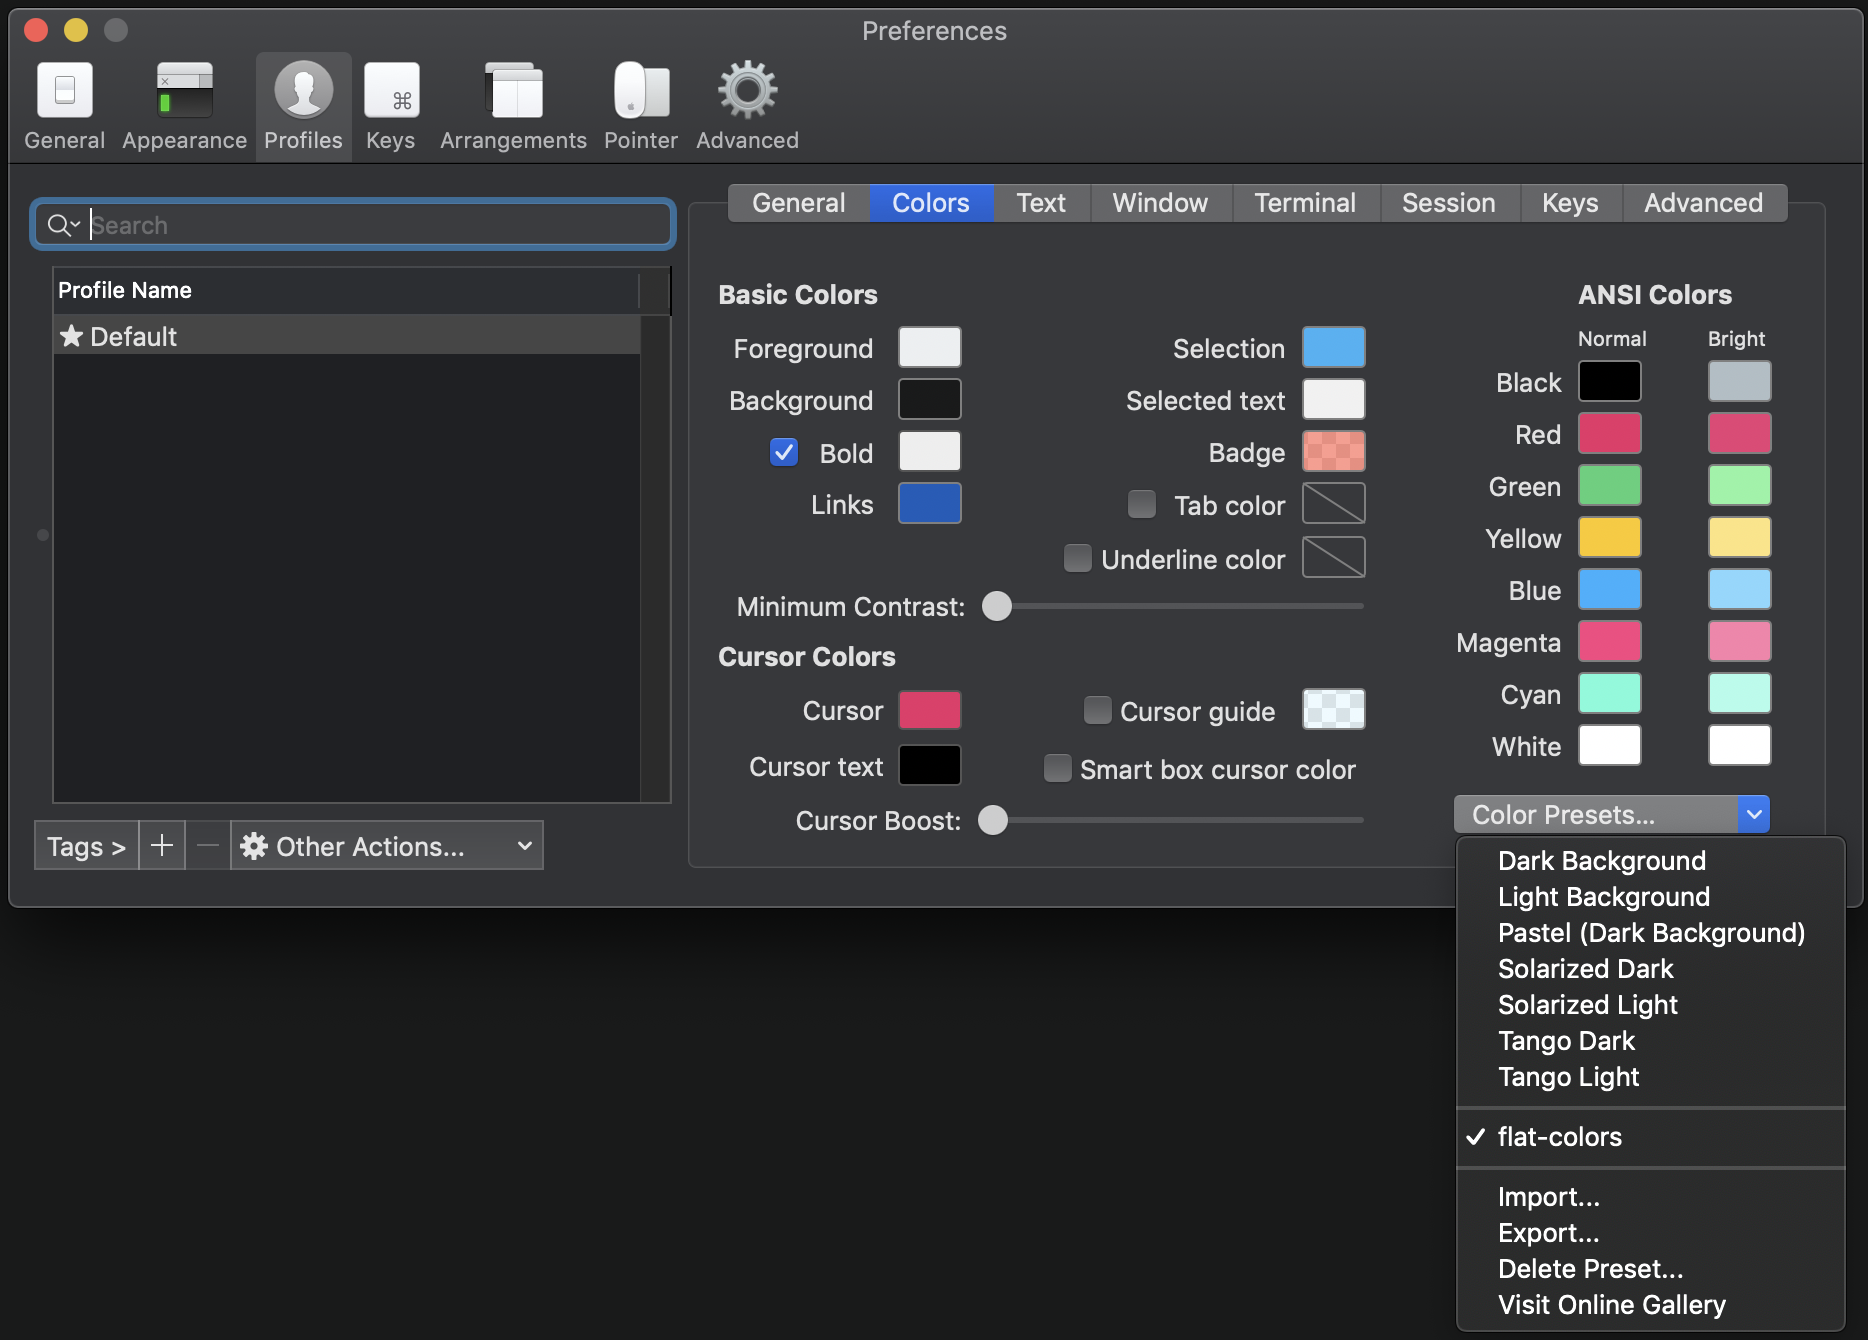 Preferences
General
Appearance
Profiles
Keys
Arrangements
Pointer
Advanced
Search
Profile Name
★ Default
Tags >
+
—
Other Actions...
General
Colors
Text
Window
Terminal
Session
Keys
Advanced
Basic Colors
Foreground
Background
Bold
Links
Selection
Selected text
Badge
Tab color
Underline color
Minimum Contrast:
Cursor Colors
Cursor
Cursor text
Cursor guide
Smart box cursor color
Cursor Boost:
ANSI Colors
Normal
Bright
Black
Red
Green
Yellow
Blue
Magenta
Cyan
White
Color Presets...
Dark Background
Light Background
Pastel (Dark Background)
Solarized Dark
Solarized Light
Tango Dark
Tango Light
✓ flat-colors
Import...
Export...
Delete Preset...
Visit Online Gallery